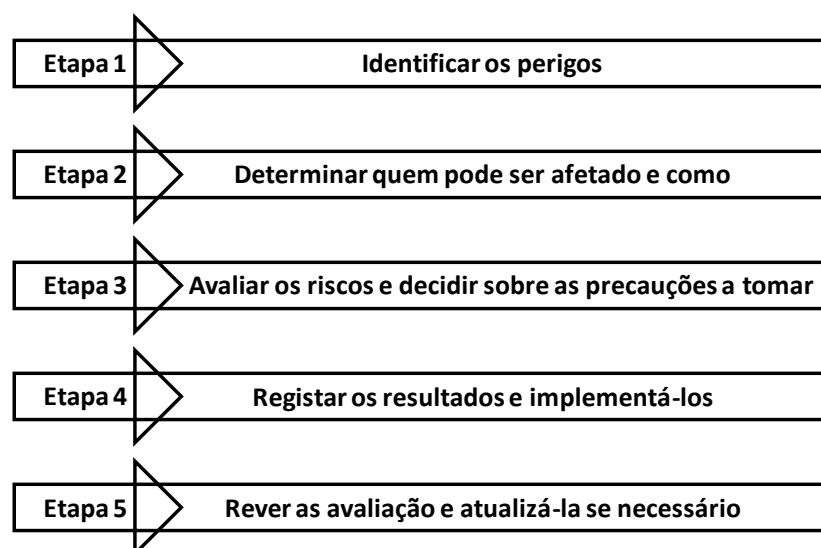 Etapa 1 Identificar os perigos
Etapa 2 Determinar quem pode ser afetado e como
Etapa 3 Avaliar os riscos e decidir sobre as precauções a tomar
Etapa 4 Registar os resultados e implementá-los
Etapa 5 Rever as avaliação e atualizá-la se necessário